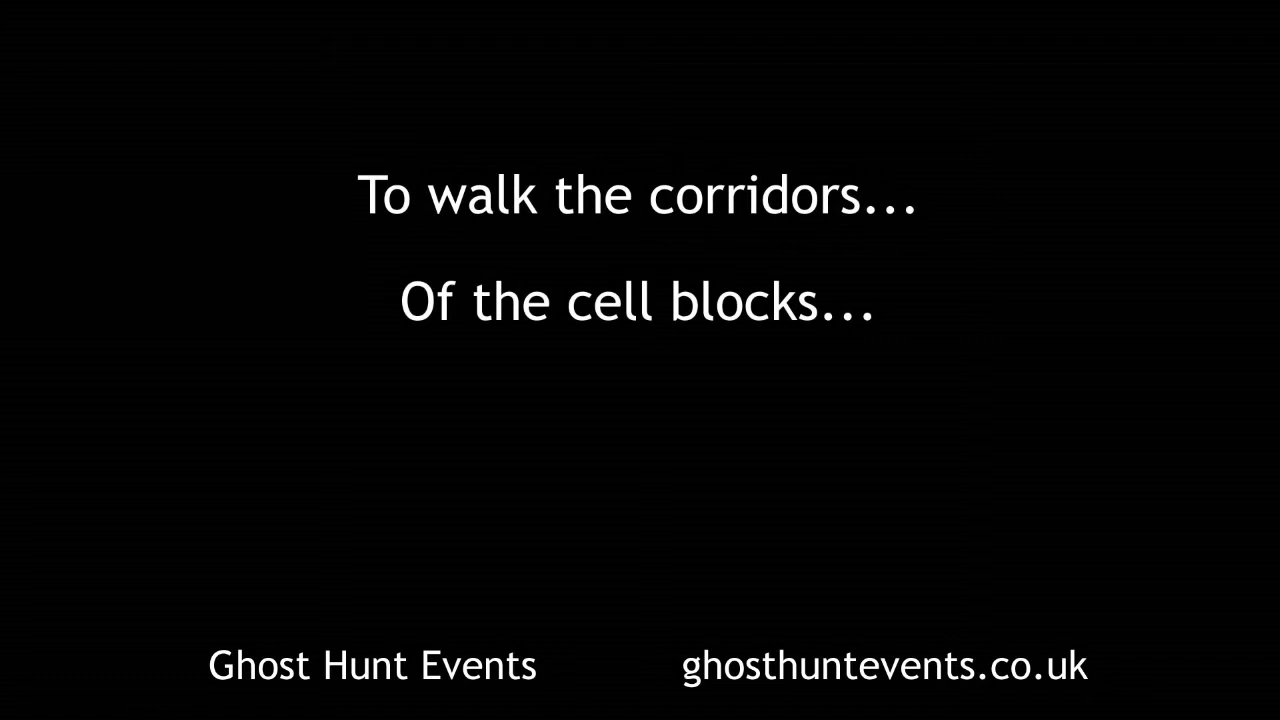 To walk the corridors...
Of the cell blocks...
Ghost Hunt Events ghosthuntevents.co.uk